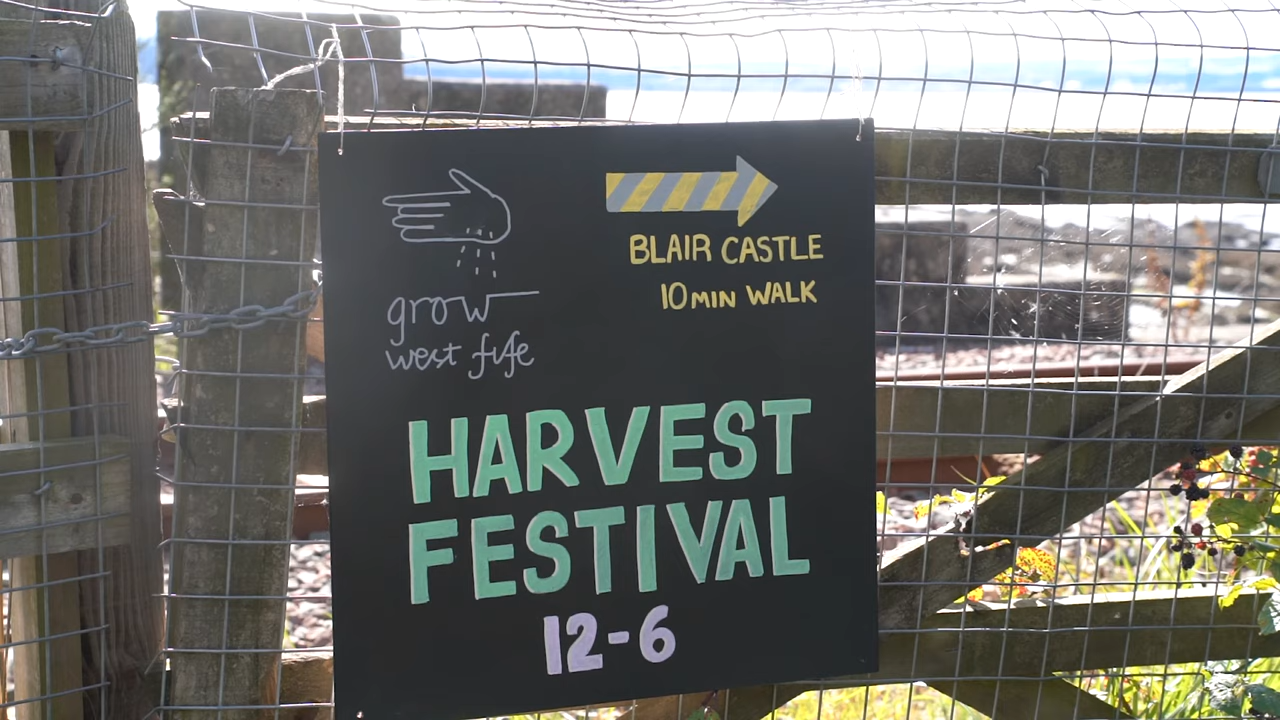 grow
west fife
BLAIR CASTLE
10 MIN WALK
HARVEST
FESTIVAL
12-6